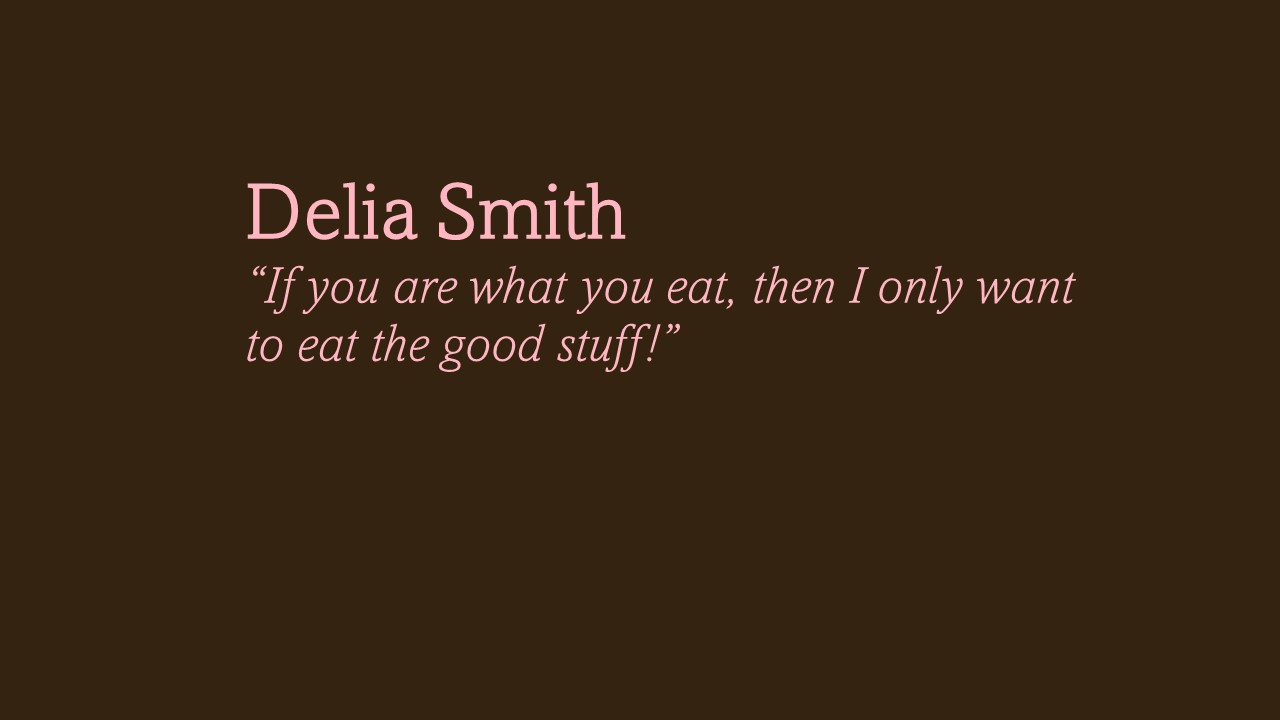 Delia Smith
“If you are what you eat, then I only want
to eat the good stuff!”